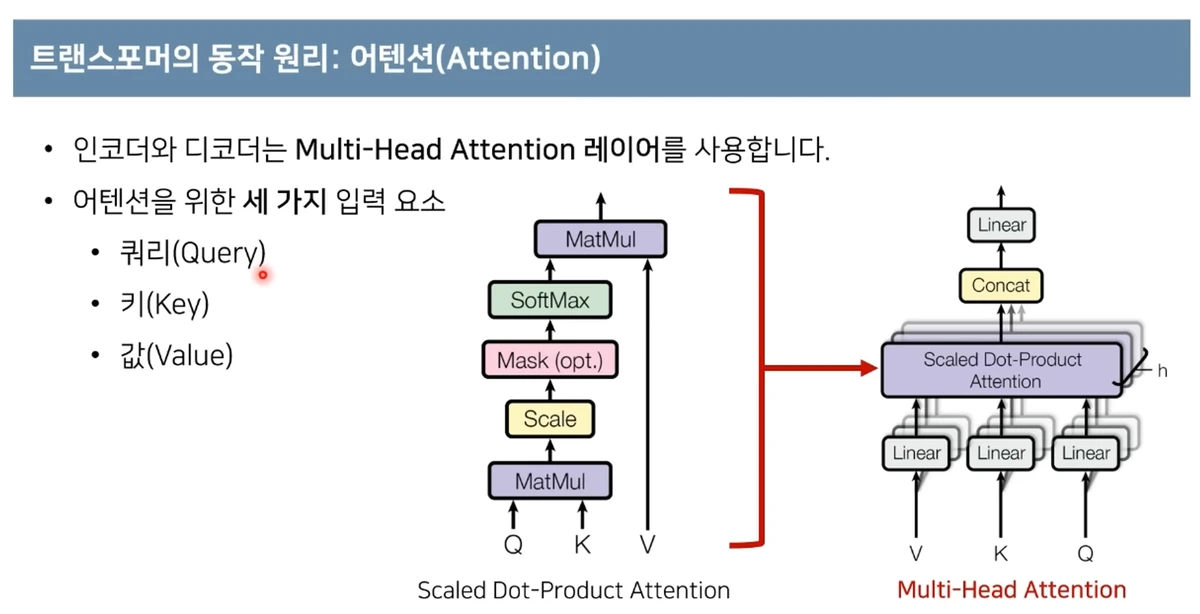 트랜스포머의 동작 원리: 어텐션(Attention)
• 인코더와 디코더는 Multi-Head Attention 레이어를 사용합니다.
• 어텐션을 위한 세 가지 입력 요소
• 쿼리(Query)
• 키(Key)
• 값(Value)
MatMul
SoftMax
Mask (opt.)
Scale
MatMul
Q K V
Scaled Dot-Product Attention
Linear
Concat
Scaled Dot-Product
Attention
h
Linear Linear Linear
V K Q
Multi-Head Attention